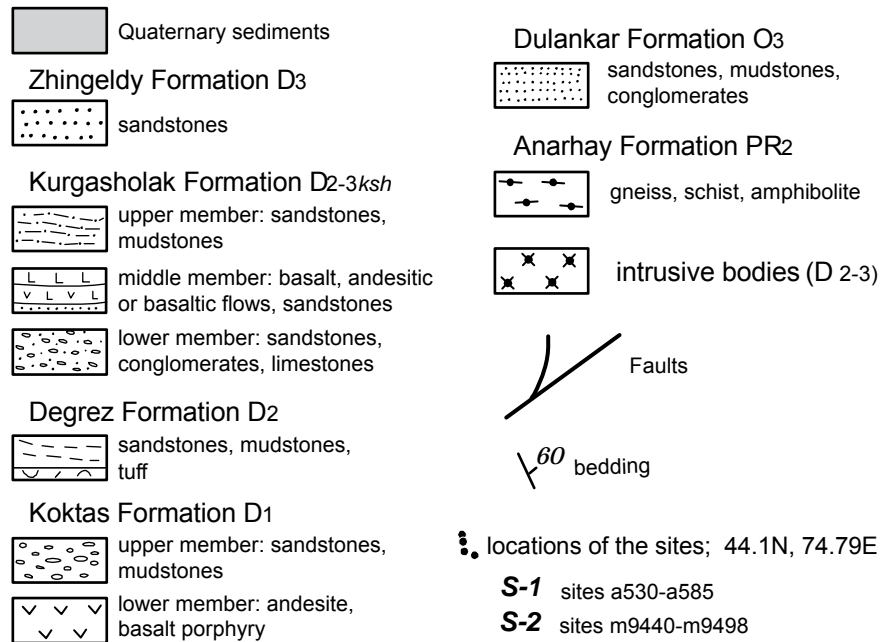 Quaternary sediments
Zhingeldy Formation D3
sandstones
Kurgasholak Formation D2-3ksh
upper member: sandstones,
mudstones
middle member: basalt, andesitic
or basaltic flows, sandstones
lower member: sandstones,
conglomerates, limestones
Degrez Formation D2
sandstones, mudstones,
tuff
Koktas Formation D1
upper member: sandstones,
mudstones
lower member: andesite,
basalt porphyry
Dulankar Formation O3
sandstones, mudstones,
conglomerates
Anarhay Formation PR2
gneiss, schist, amphibolite
intrusive bodies (D 2-3)
Faults
60 bedding
locations of the sites; 44.1N, 74.79E
S-1 sites a530-a585
S-2 sites m9440-m9498